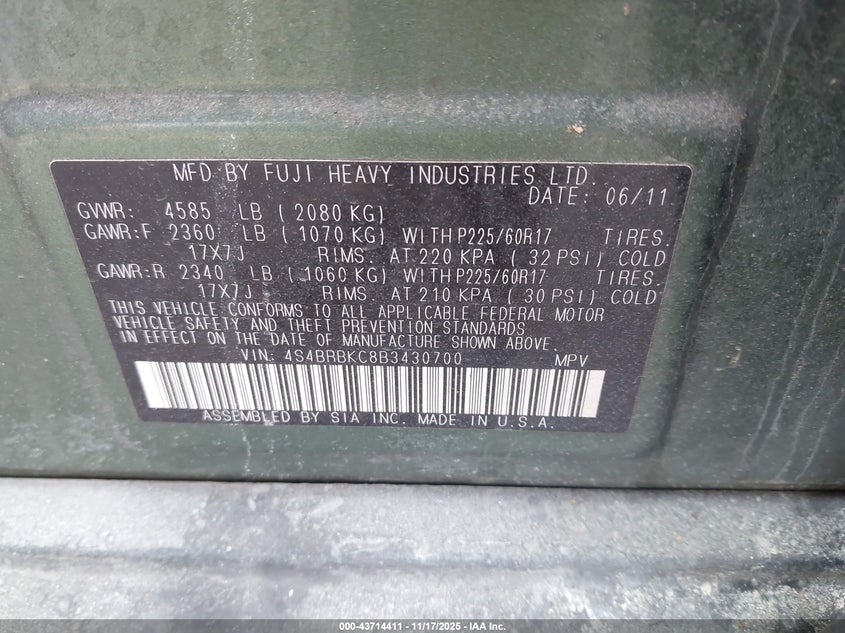 MFD BY FUJI HEAVY INDUSTRIES LTD.
DATE: 06/11
GVWR: 4585 LB ( 2080 KG)
GAWR:F 2360 LB ( 1070 KG) WITH P225/60R17 TIRES.
17X7J RIMS. AT 220 KPA ( 32 PSI) COLD
GAWR:R 2340 LB ( 1060 KG) WITH P225/60R17 TIRES.
17X7J RIMS. AT 210 KPA ( 30 PSI) COLD
THIS VEHICLE CONFORMS TO ALL APPLICABLE FEDERAL MOTOR
VEHICLE SAFETY AND THEFT PREVENTION STANDARDS
IN EFFECT ON THE DATE OF MANUFACTURE SHOWN ABOVE.
VIN: 4S4BRBKC8B3430700 MPV
ASSEMBLED BY SIA INC. MADE IN U.S.A.
000-43714411 - 11/17/2025 - IAA Inc.